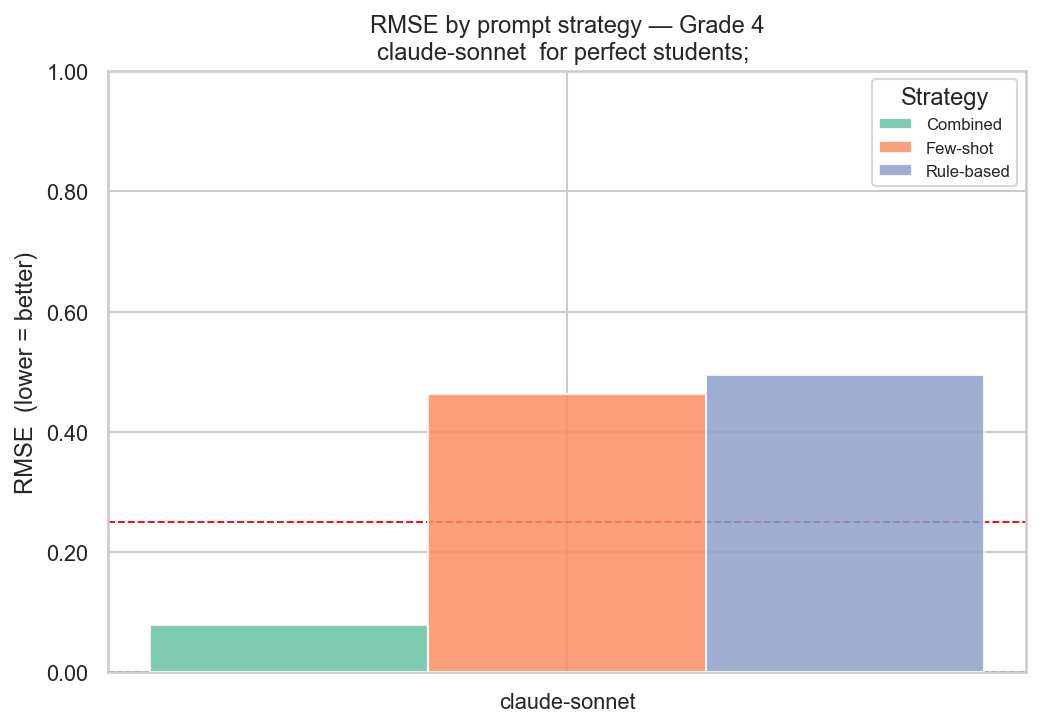 RMSE by prompt strategy — Grade 4
claude-sonnet  for perfect students;
1.00
0.80
0.60
0.40
0.20
0.00
RMSE  (lower = better)
Strategy
Combined
Few-shot
Rule-based
claude-sonnet